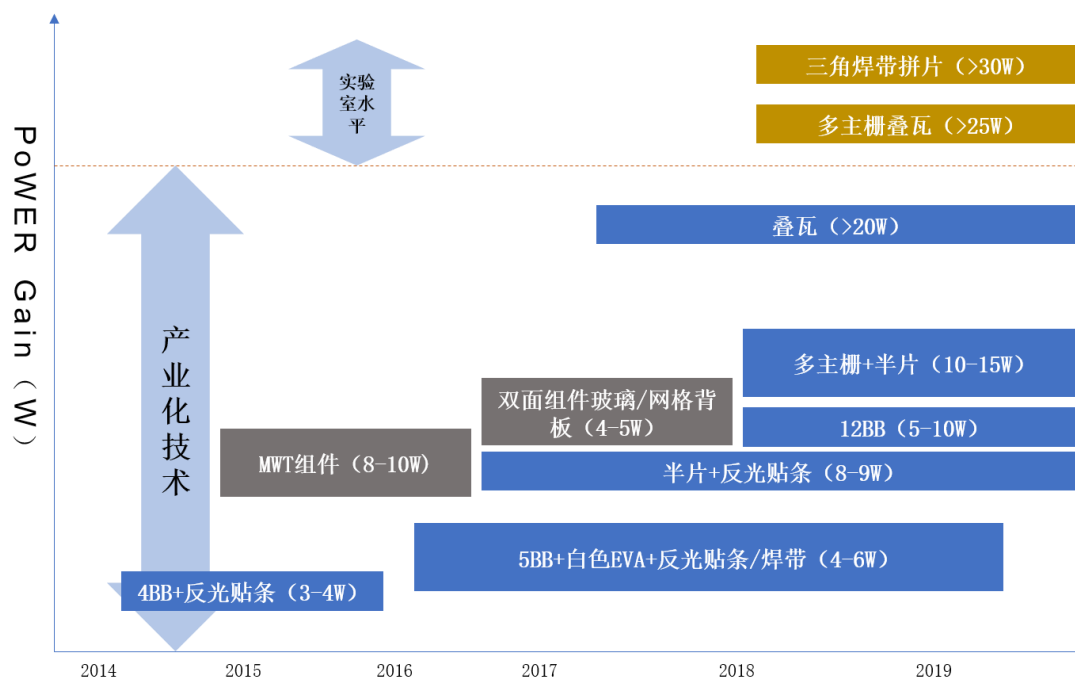 PoWER Gain（W）
实验
室水
平
三角焊带拼片（>30W）
多主栅叠瓦（>25W）
叠瓦（>20W）
产
业
化
技
术
多主栅+半片（10-15W）
双面组件玻璃/网格背
板（4-5W）
12BB（5-10W）
MWT组件（8-10W)
半片+反光贴条（8-9W）
5BB+白色EVA+反光贴条/焊带（4-6W）
4BB+反光贴条（3-4W）
2014
2015
2016
2017
2018
2019